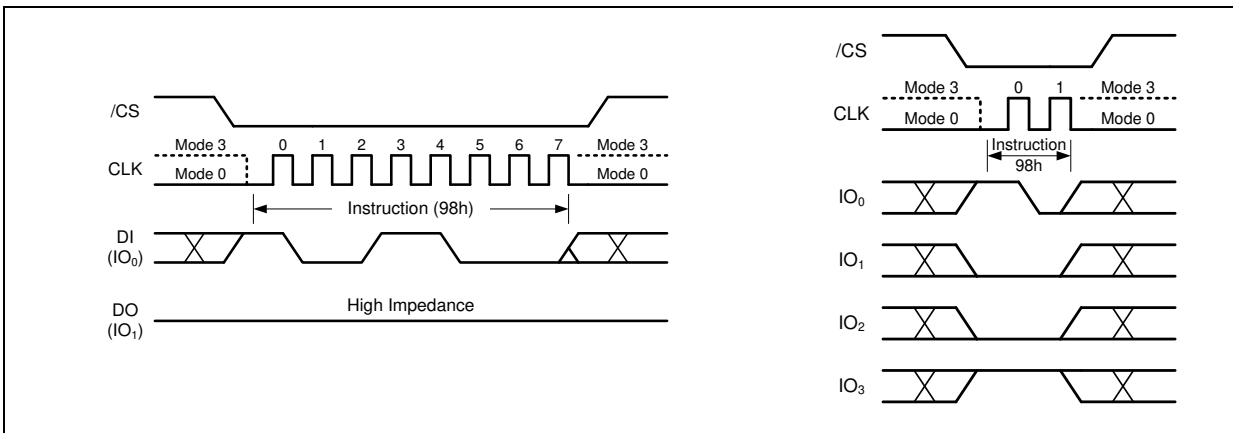 /CS
Mode 3 0 1 2 3 4 5 6 7 Mode 3
CLK
Mode 0 Mode 0
Instruction (98h)
DI
(IO0)
High Impedance
DO
(IO1)
/CS
Mode 3 0 1 Mode 3
CLK
Mode 0 Mode 0
Instruction
98h
IO0
IO1
IO2
IO3